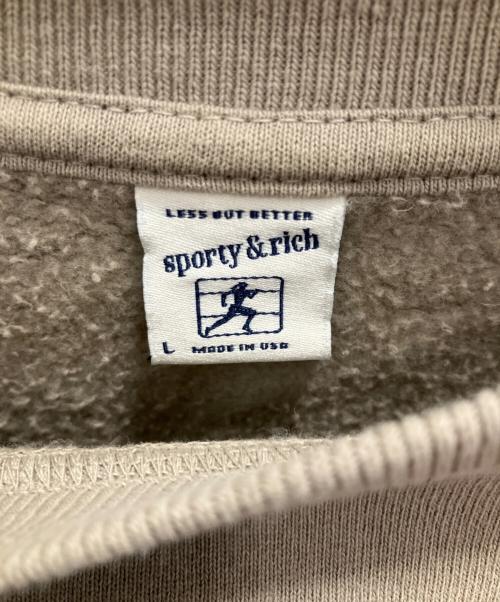 LESS BUT BETTER
sporty & rich
L MADE IN USA